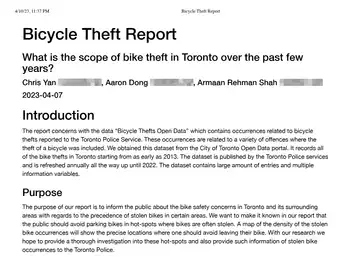 4/10/23, 11:37 PM Bicycle Theft Report
Bicycle Theft Report
What is the scope of bike theft in Toronto over the past few
years?
Chris Yan , Aaron Dong , Armaan Rehman Shah
2023-04-07
Introduction
The report concerns with the data "Bicycle Thefts Open Data" which contains occurrences related to bicycle
thefts reported to the Toronto Police Service. These occurrences are related to a variety of offences where the
theft of a bicycle was included. We obtained this dataset from the City of Toronto Open Data portal. It records all
of the bike thefts in Toronto starting from as early as 2013. The dataset is published by the Toronto Police services
and is refreshed annually all the way up until 2022. The dataset contains large amount of entries and multiple
information variables.
Purpose
The purpose of our report is to inform the public about the bike safety concerns in Toronto and its surrounding
areas with regards to the precedence of stolen bikes in certain areas. We want to make it known in our report that
the public should avoid parking bikes in hot-spots where bikes are often stolen. A map of the density of the stolen
bike occurrences will show the precise locations where one should avoid leaving their bike. With our research we
hope to provide a thorough investigation into these hot-spots and also provide such information of stolen bike
occurrences to the Toronto Police.